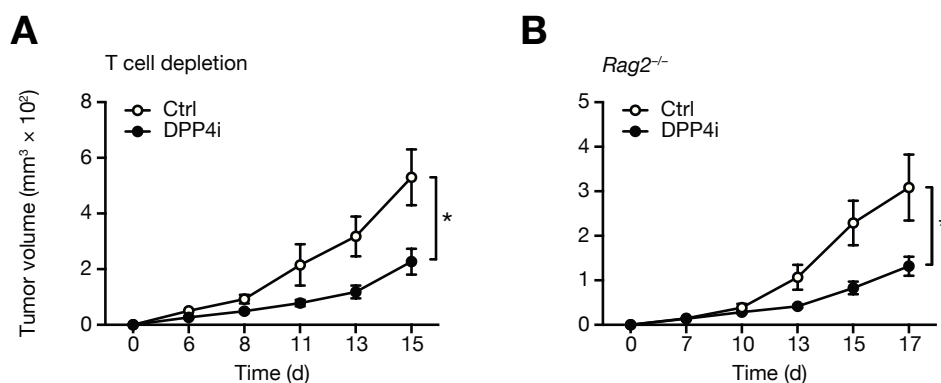 A
T cell depletion
Tumor volume (mm³ × 10²)
8
6
4
2
0
Ctrl
DPP4i
*
0 6 8 11 13 15
Time (d)
B
Rag2⁻/⁻
5
4
3
2
1
0
Ctrl
DPP4i
*
0 7 10 13 15 17
Time (d)